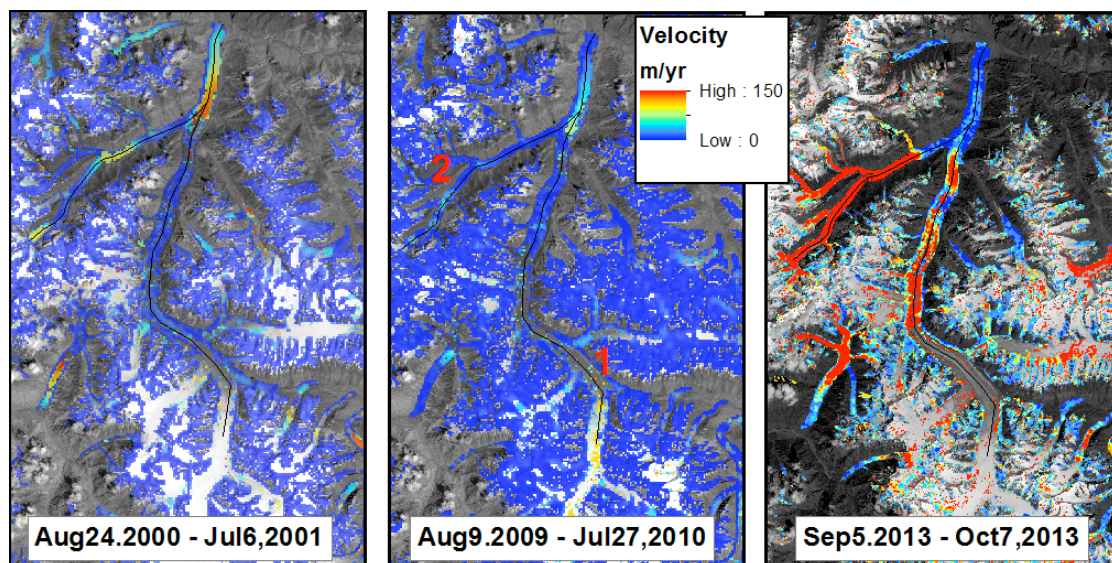 Velocity
m/yr
High : 150
Low : 0
2
1
Aug24.2000 - Jul6,2001
Aug9.2009 - Jul27,2010
Sep5.2013 - Oct7,2013